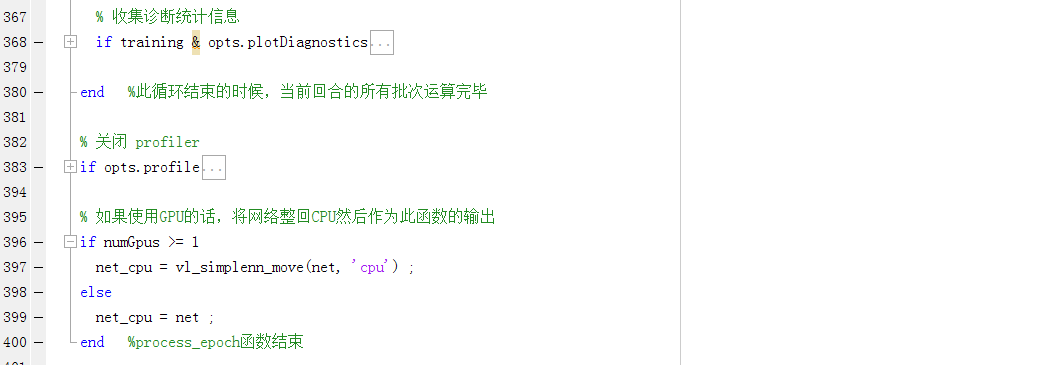 367 % 收集诊断统计信息
368 – if training & opts.plotDiagnostics...
379
380 – end %此循环结束的时候，当前回合的所有批次运算完毕
381
382 % 关闭 profiler
383 – if opts.profile...
394
395 % 如果使用GPU的话，将网络整回CPU然后作为此函数的输出
396 – if numGpus >= 1
397 – net_cpu = vl_simplenn_move(net, 'cpu') ;
398 – else
399 – net_cpu = net ;
400 – end %process_epoch函数结束